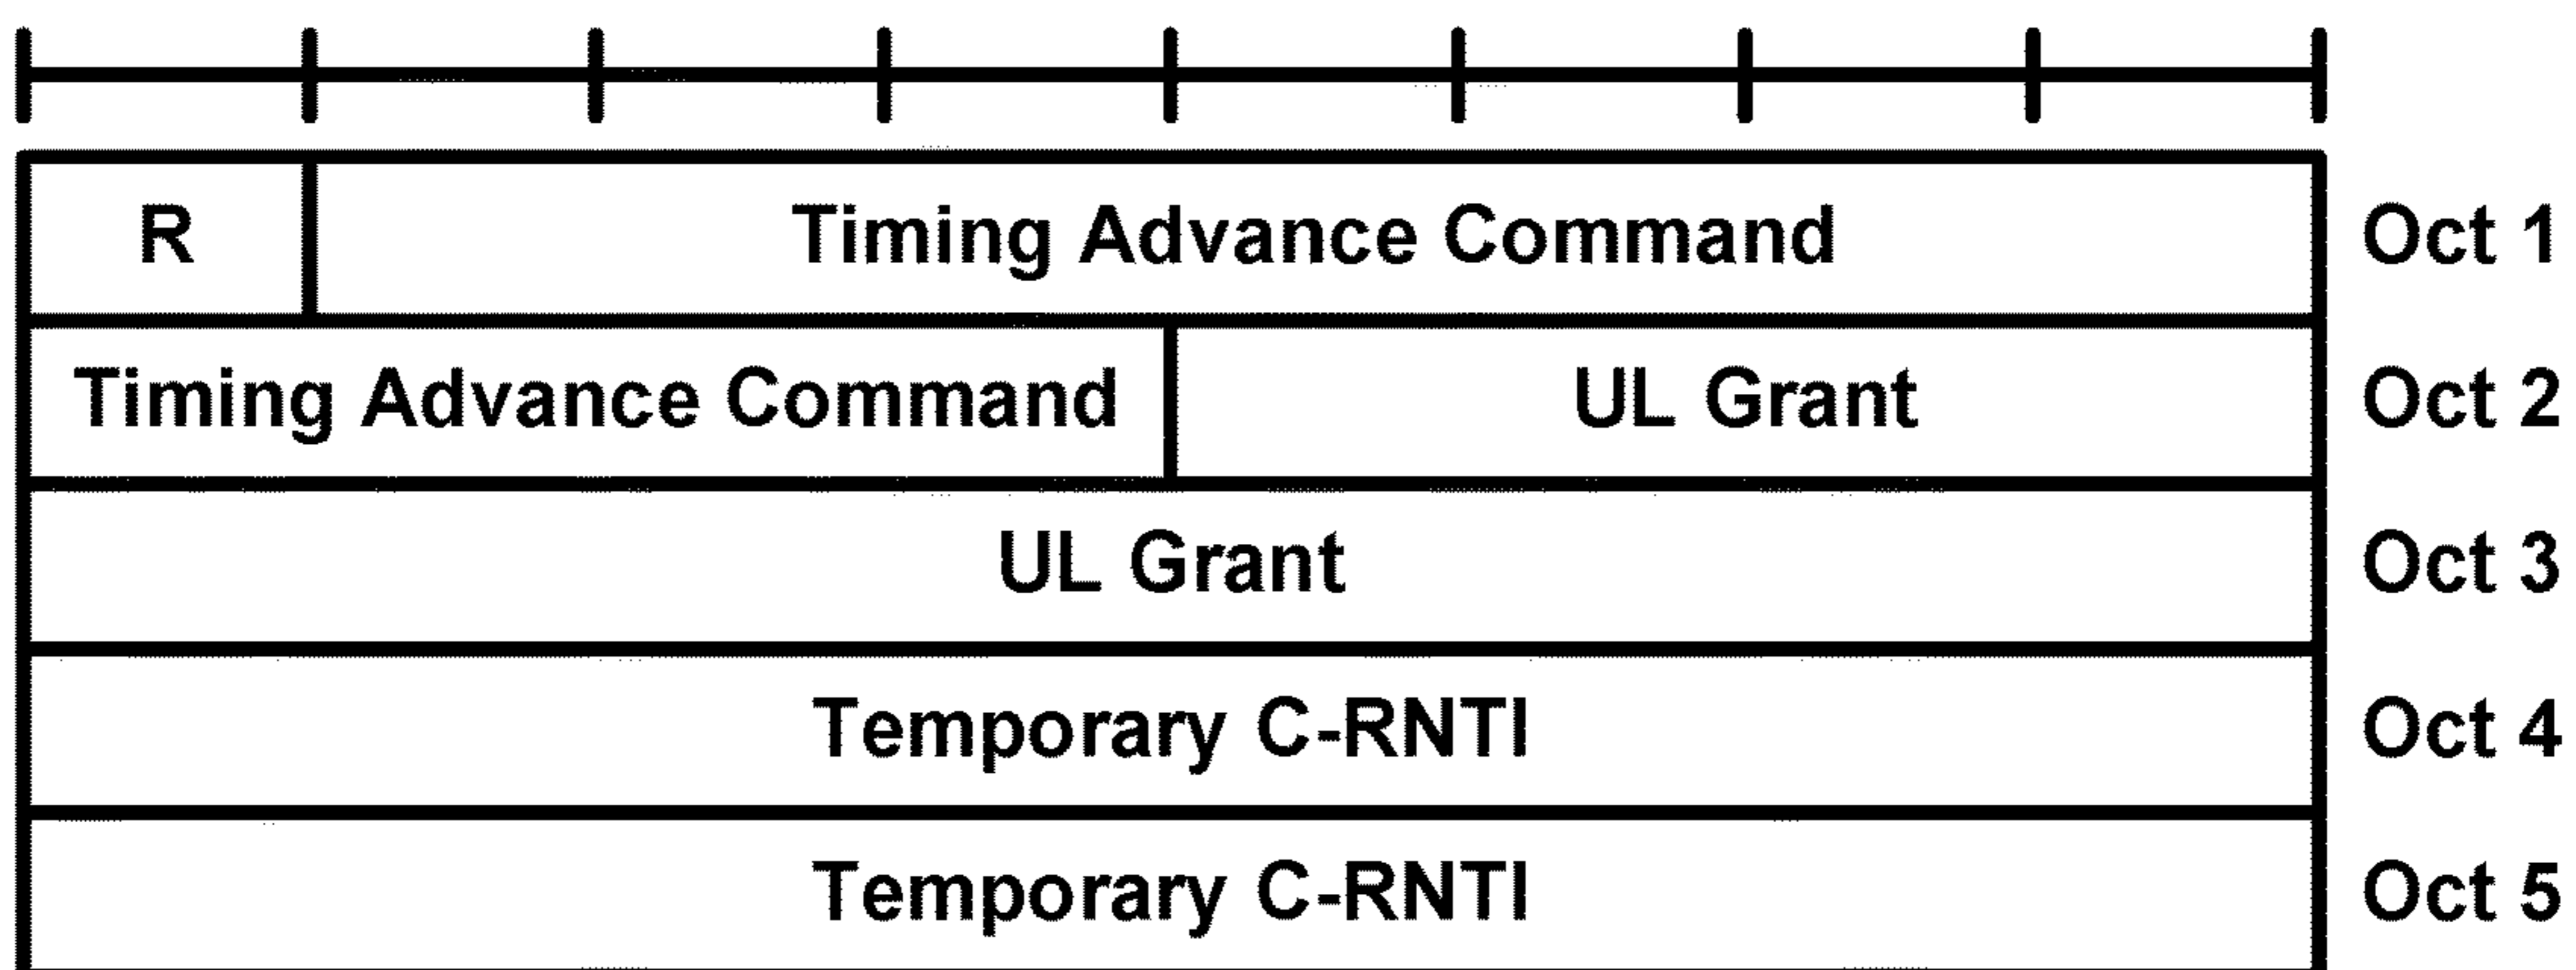 R Timing Advance Command Oct 1
Timing Advance Command UL Grant Oct 2
UL Grant Oct 3
Temporary C-RNTI Oct 4
Temporary C-RNTI Oct 5